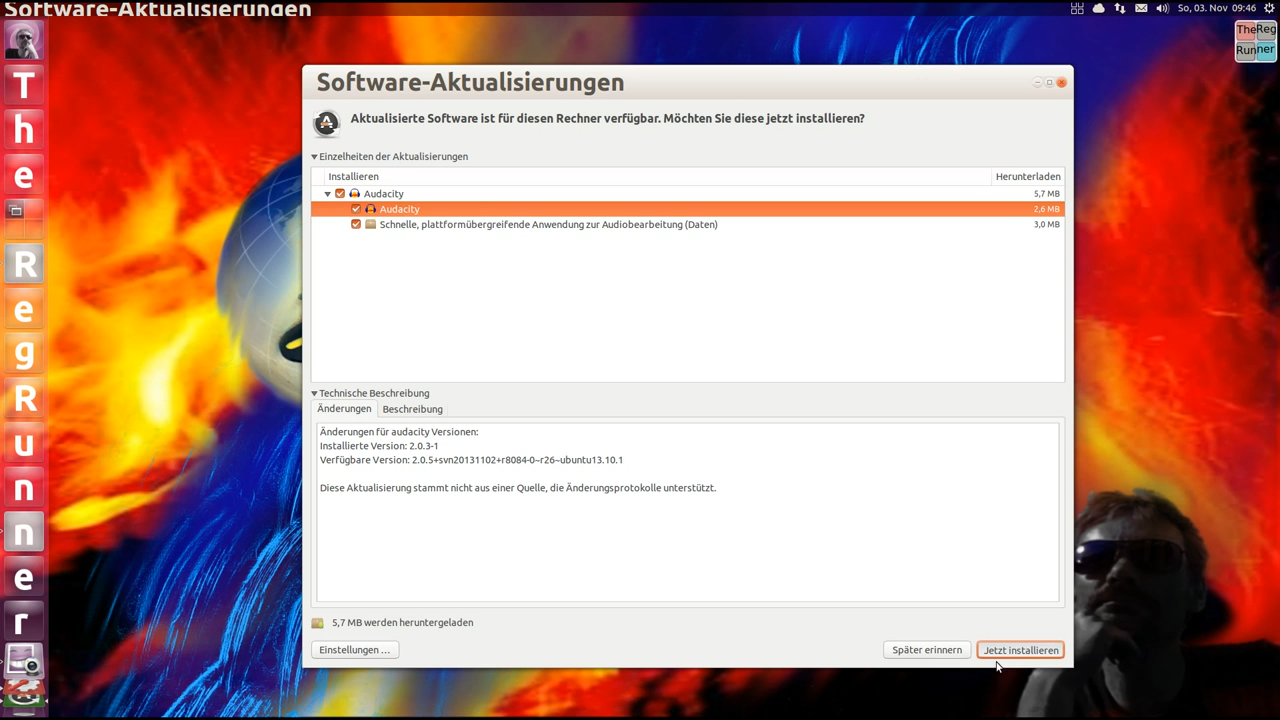 Software-Aktualisierungen
So, 03. Nov 09:46
TheReg
Runner
T
h
e
R
e
g
R
u
n
n
e
r
Software-Aktualisierungen
Aktualisierte Software ist für diesen Rechner verfügbar. Möchten Sie diese jetzt installieren?
Einzelheiten der Aktualisierungen
Installieren Herunterladen
Audacity 5,7 MB
Audacity 2,6 MB
Schnelle, plattformübergreifende Anwendung zur Audiobearbeitung (Daten) 3,0 MB
Technische Beschreibung
Änderungen Beschreibung
Änderungen für audacity Versionen:
Installierte Version: 2.0.3-1
Verfügbare Version: 2.0.5+svn20131102+r8084-0~r26~ubuntu13.10.1
Diese Aktualisierung stammt nicht aus einer Quelle, die Änderungsprotokolle unterstützt.
5,7 MB werden heruntergeladen
Einstellungen ... Später erinnern Jetzt installieren